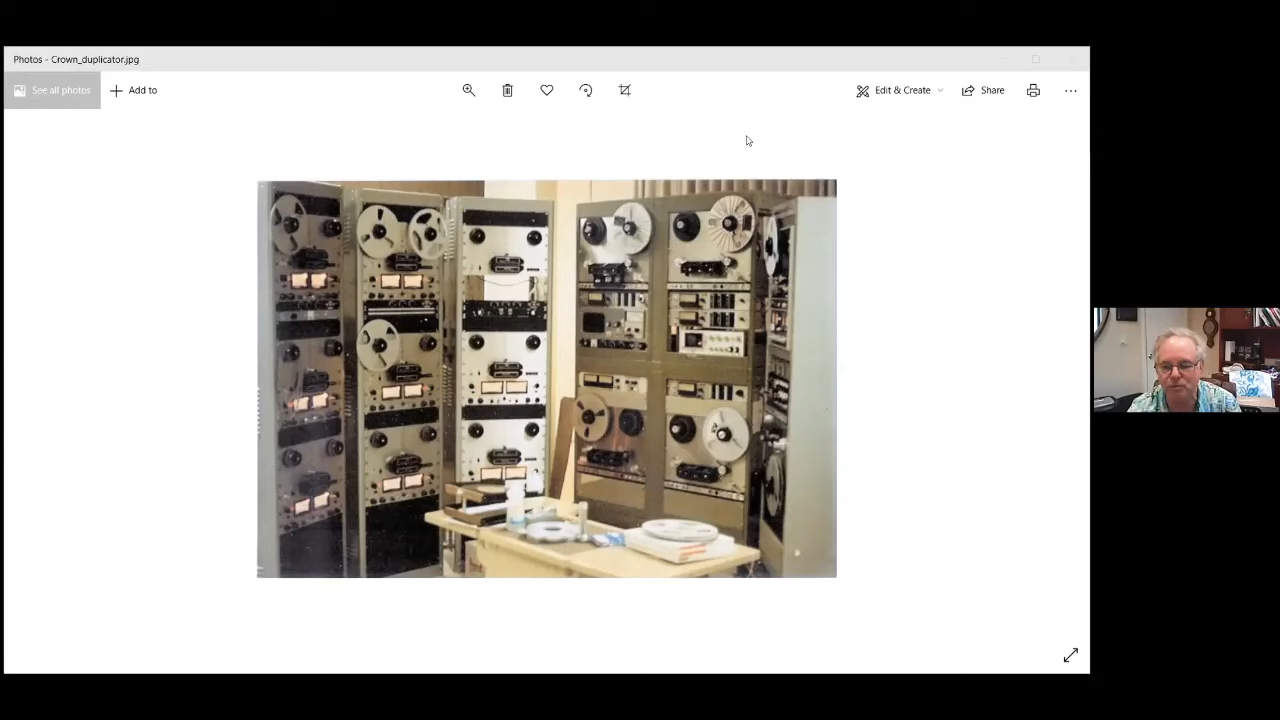 Photos - Crown_duplicator.jpg
See all photos
Add to
Edit & Create
Share